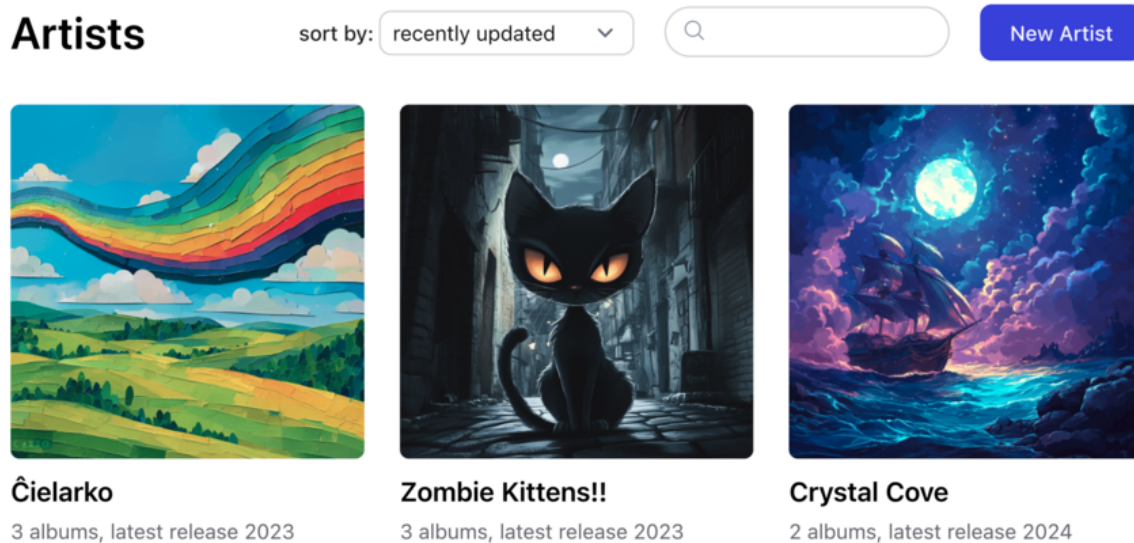 Artists
sort by: recently updated
New Artist
Ĉielarko
3 albums, latest release 2023
Zombie Kittens!!
3 albums, latest release 2023
Crystal Cove
2 albums, latest release 2024